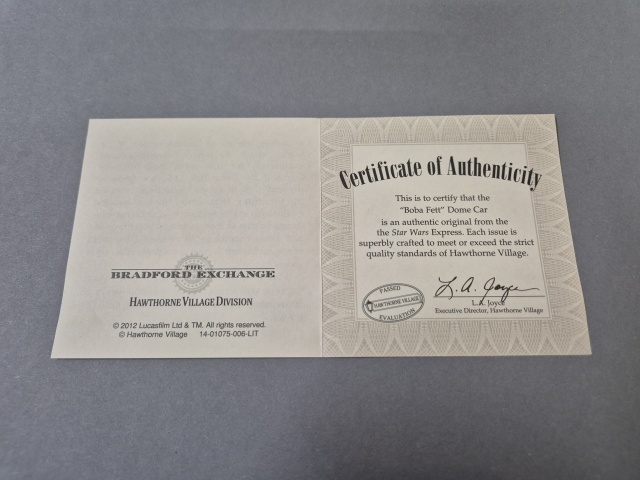 THE
BRADFORD EXCHANGE
HAWTHORNE VILLAGE DIVISION
© 2012 Lucasfilm Ltd & TM. All rights reserved.
© Hawthorne Village 14-01075-006-LIT
Certificate of Authenticity
This is to certify that the
"Boba Fett" Dome Car
is an authentic original from the
the Star Wars Express. Each issue is
superbly crafted to meet or exceed the strict
quality standards of Hawthorne Village.
PASSED
HAWTHORNE VILLAGE
EVALUATION
L. A. Joyce
L. A. Joyce
Executive Director, Hawthorne Village